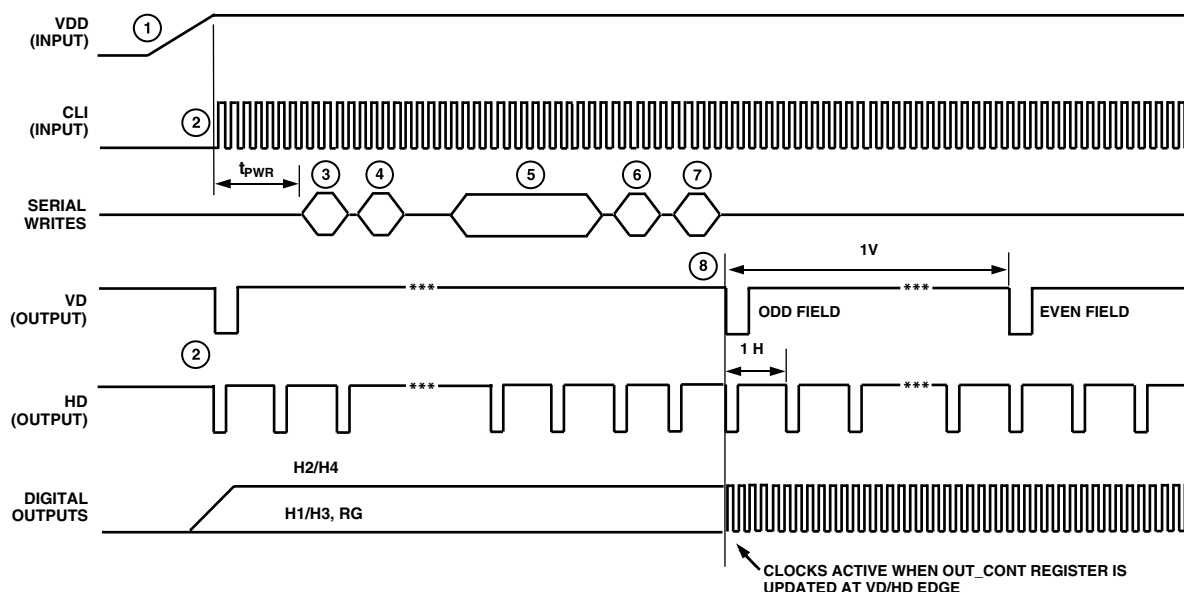 VDD
(INPUT)
1
CLI
(INPUT)
2
tPWR
3
4
5
6
7
SERIAL
WRITES
8
1V
VD
(OUTPUT)
***
***
ODD FIELD
EVEN FIELD
2
1 H
HD
(OUTPUT)
***
***
H2/H4
DIGITAL
OUTPUTS
H1/H3, RG
CLOCKS ACTIVE WHEN OUT_CONT REGISTER IS
UPDATED AT VD/HD EDGE